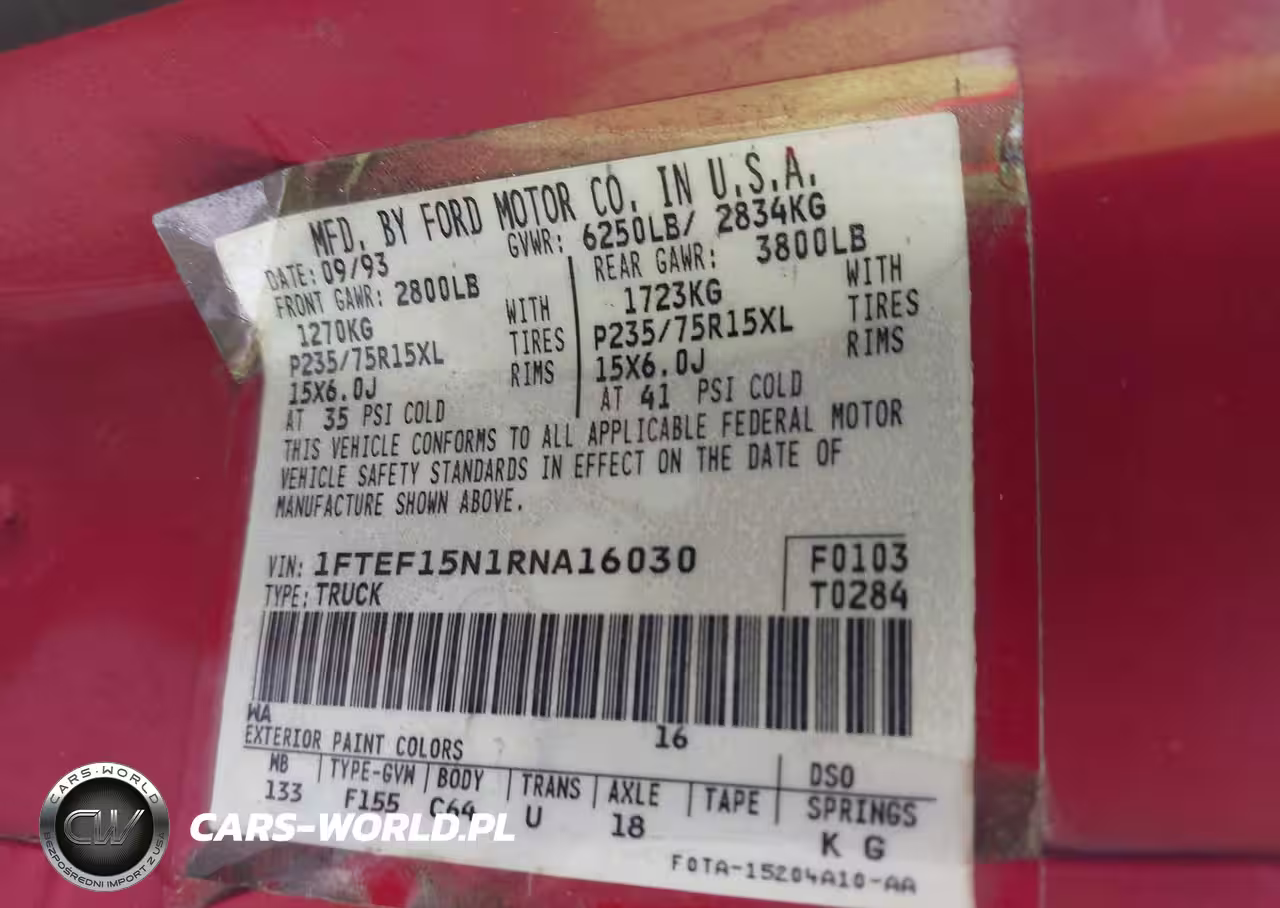 MFD. BY FORD MOTOR CO. IN U.S.A.
DATE: 09/93 GVWR: 6250LB/ 2834KG
FRONT GAWR: 2800LB REAR GAWR: 3800LB
1270KG WITH 1723KG WITH
P235/75R15XL TIRES P235/75R15XL TIRES
15X6.0J RIMS 15X6.0J RIMS
AT 35 PSI COLD AT 41 PSI COLD
THIS VEHICLE CONFORMS TO ALL APPLICABLE FEDERAL MOTOR
VEHICLE SAFETY STANDARDS IN EFFECT ON THE DATE OF
MANUFACTURE SHOWN ABOVE.
VIN: 1FTEF15N1RNA16030 F0103
TYPE: TRUCK T0284
WA 16
EXTERIOR PAINT COLORS DSO
WB TYPE-GVW BODY TRANS AXLE TAPE SPRINGS
133 F155 C64 U 18 K G
F0TA-15204A10-AA
CARS-WORLD
CW
BEZPOŚREDNI IMPORT Z USA
CARS-WORLD.PL